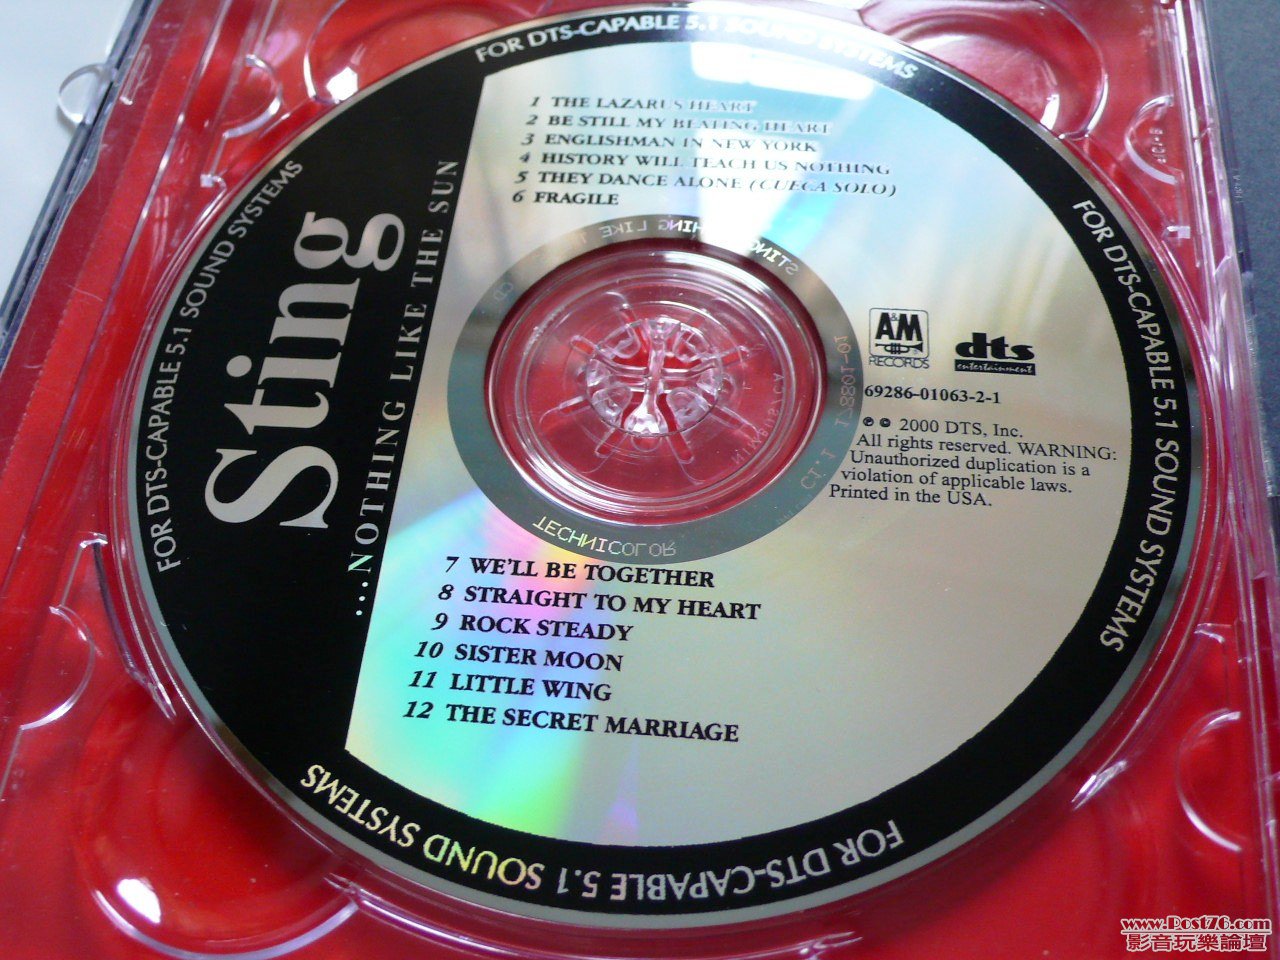 FOR DTS-CAPABLE 5.1 SOUND SYSTEMS
FOR DTS-CAPABLE 5.1 SOUND SYSTEMS
FOR DTS-CAPABLE 5.1 SOUND SYSTEMS
FOR DTS-CAPABLE 5.1 SOUND SYSTEMS
Sting
...NOTHING LIKE THE SUN
1 THE LAZARUS HEART
2 BE STILL MY BEATING HEART
3 ENGLISHMAN IN NEW YORK
4 HISTORY WILL TEACH US NOTHING
5 THEY DANCE ALONE (CUECA SOLO)
6 FRAGILE
A&M
RECORDS
dts
entertainment
69286-01063-2-1
℗ © 2000 DTS, Inc.
All rights reserved. WARNING:
Unauthorized duplication is a
violation of applicable laws.
Printed in the USA.
TECHNICOLOR
7 WE'LL BE TOGETHER
8 STRAIGHT TO MY HEART
9 ROCK STEADY
10 SISTER MOON
11 LITTLE WING
12 THE SECRET MARRIAGE
www.Post76.com
影音玩樂論壇